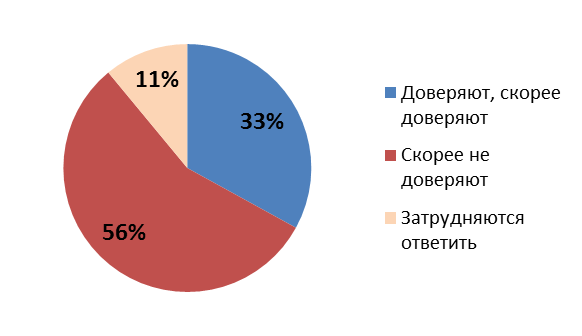 11%
33%
56%
Доверяют, скорее
доверяют
Скорее не
доверяют
Затрудняются
ответить